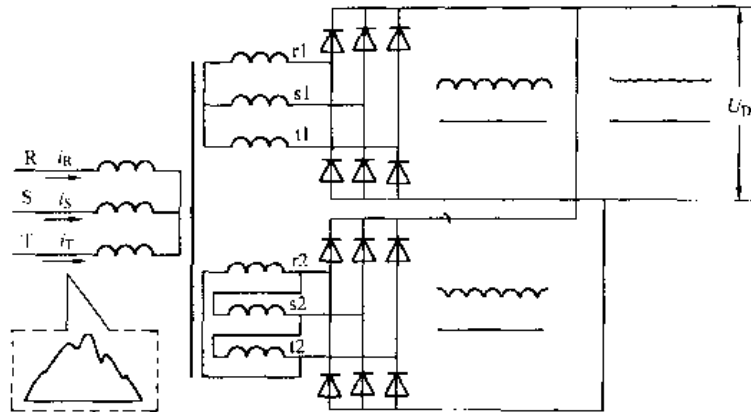 r1
s1
t1
U_D
R i_R
S i_S
T i_T
r2
s2
t2